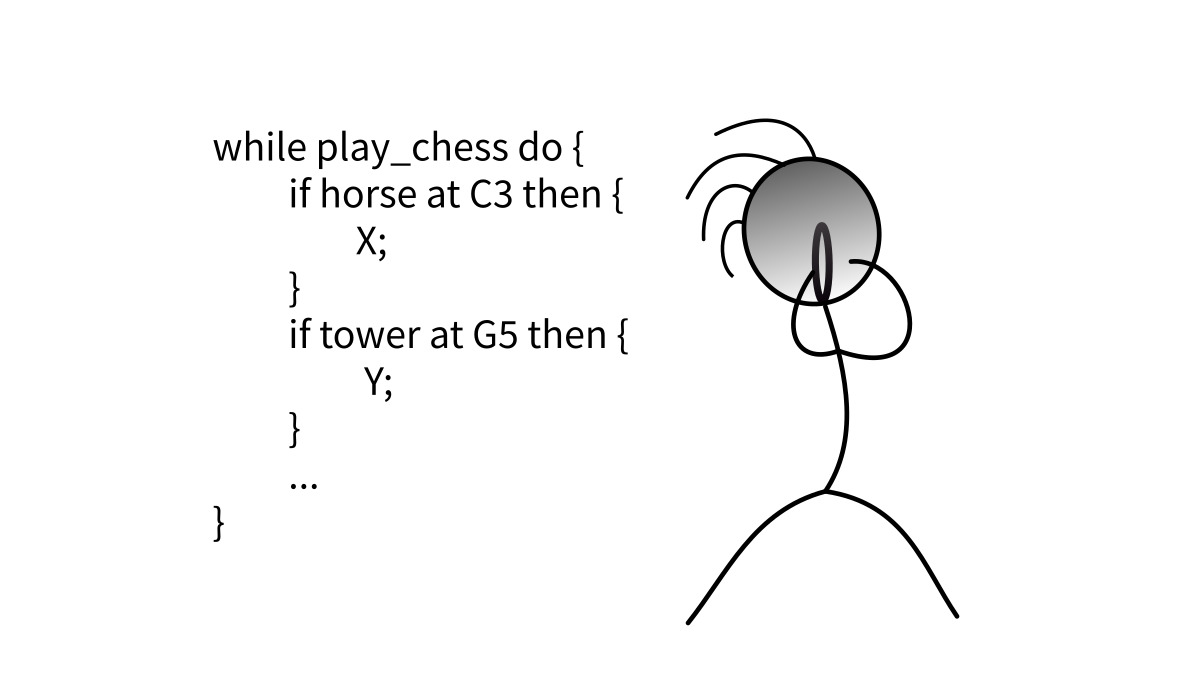 while play_chess do {
if horse at C3 then {
X;
}
if tower at G5 then {
Y;
}
...
}